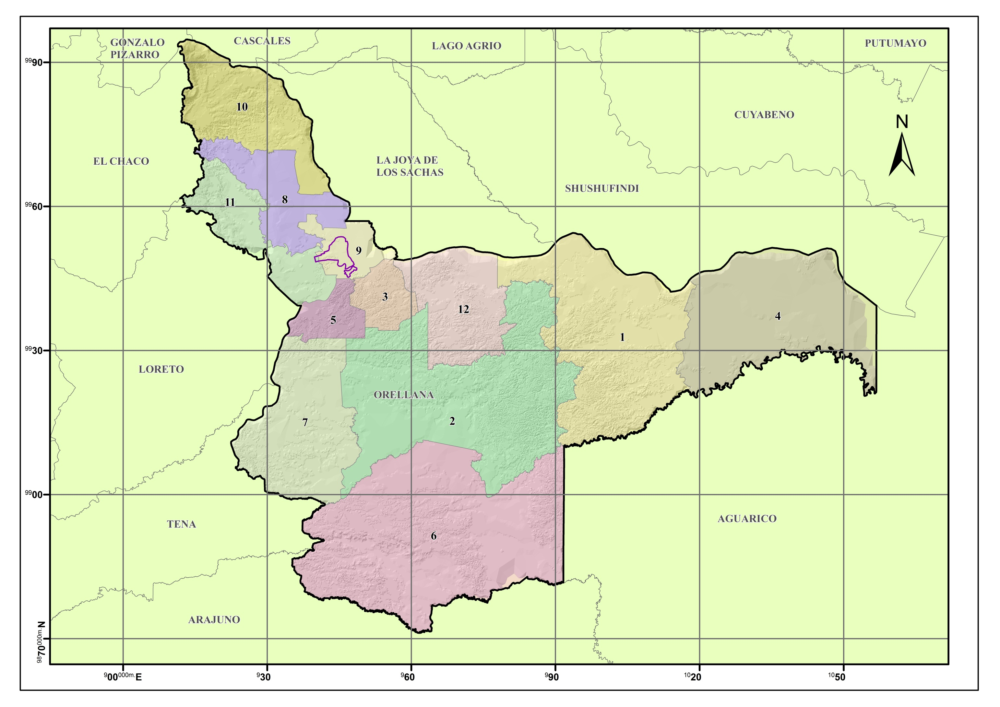 GONZALO
PIZARRO
CASCALES
LAGO AGRIO
PUTUMAYO
9990
10
CUYABENO
N
EL CHACO
LA JOYA DE
LOS SACHAS
SHUSHUFINDI
9960
11
8
9
3
12
5
4
1
9930
LORETO
ORELLANA
7
2
9900
TENA
AGUARICO
6
ARAJUNO
9870000m.N
900000m.E
930
960
990
1020
1050